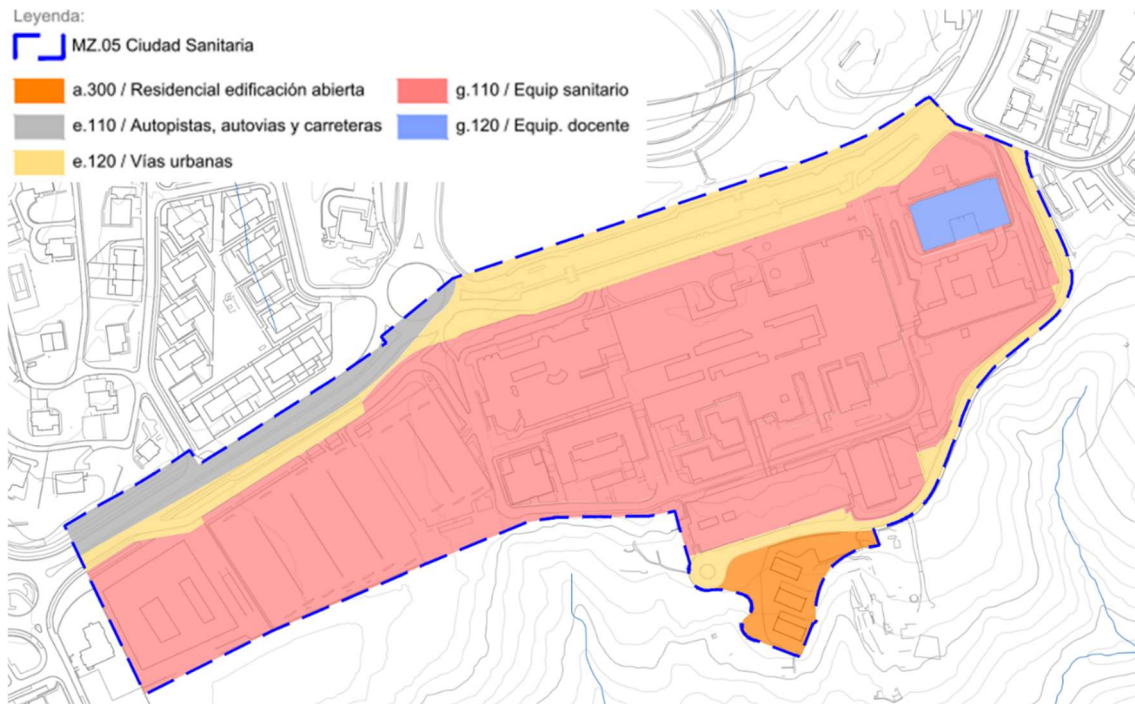 Leyenda:
MZ.05 Ciudad Sanitaria
a.300 / Residencial edificación abierta
g.110 / Equip sanitario
e.110 / Autopistas, autovias y carreteras
g.120 / Equip. docente
e.120 / Vías urbanas